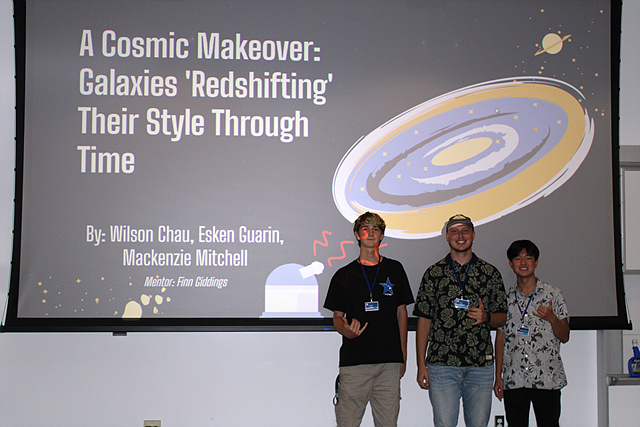 A Cosmic Makeover:
Galaxies 'Redshifting'
Their Style Through
Time
By: Wilson Chau, Esken Guarin,
Mackenzie Mitchell
Mentor: Finn Giddings